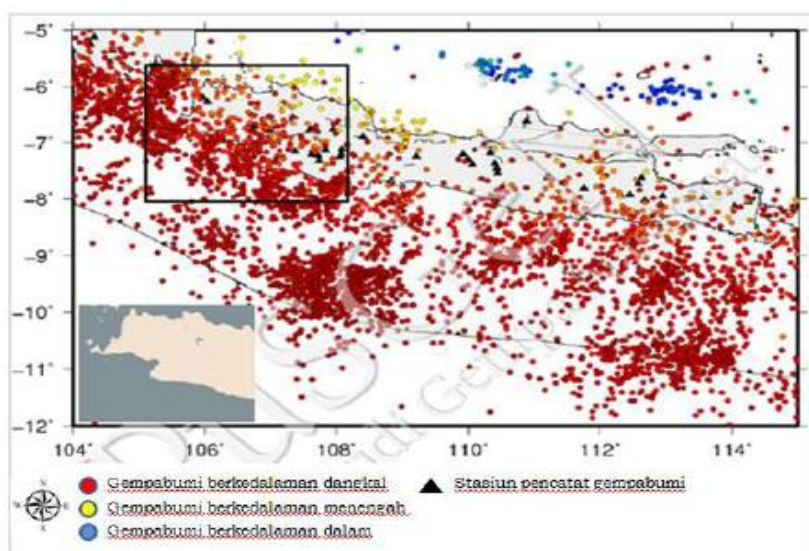 -5
-6
-7
-8
-9
-10
-11
-12
104° 106° 108° 110° 112° 114°
Gempabumi berkedalaman dangkal
Stasiun pencatat gempabumi
Gempabumi berkedalaman menengah
Gempabumi berkedalaman dalam